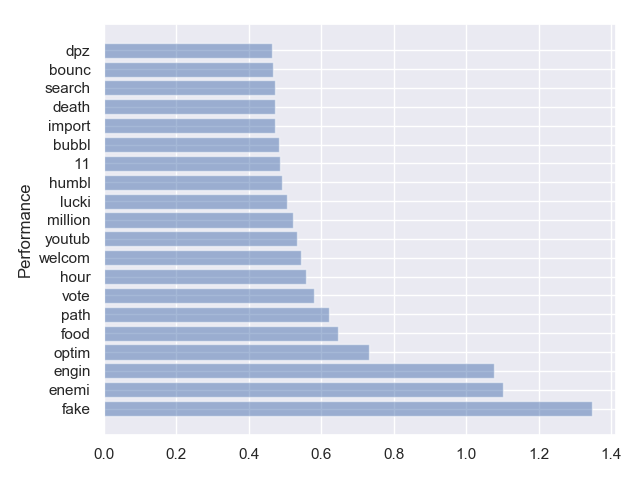 dpz
bounc
search
death
import
bubbl
11
humbl
lucki
million
youtub
welcom
hour
vote
path
food
optim
engin
enemi
fake
Performance
0.0 0.2 0.4 0.6 0.8 1.0 1.2 1.4